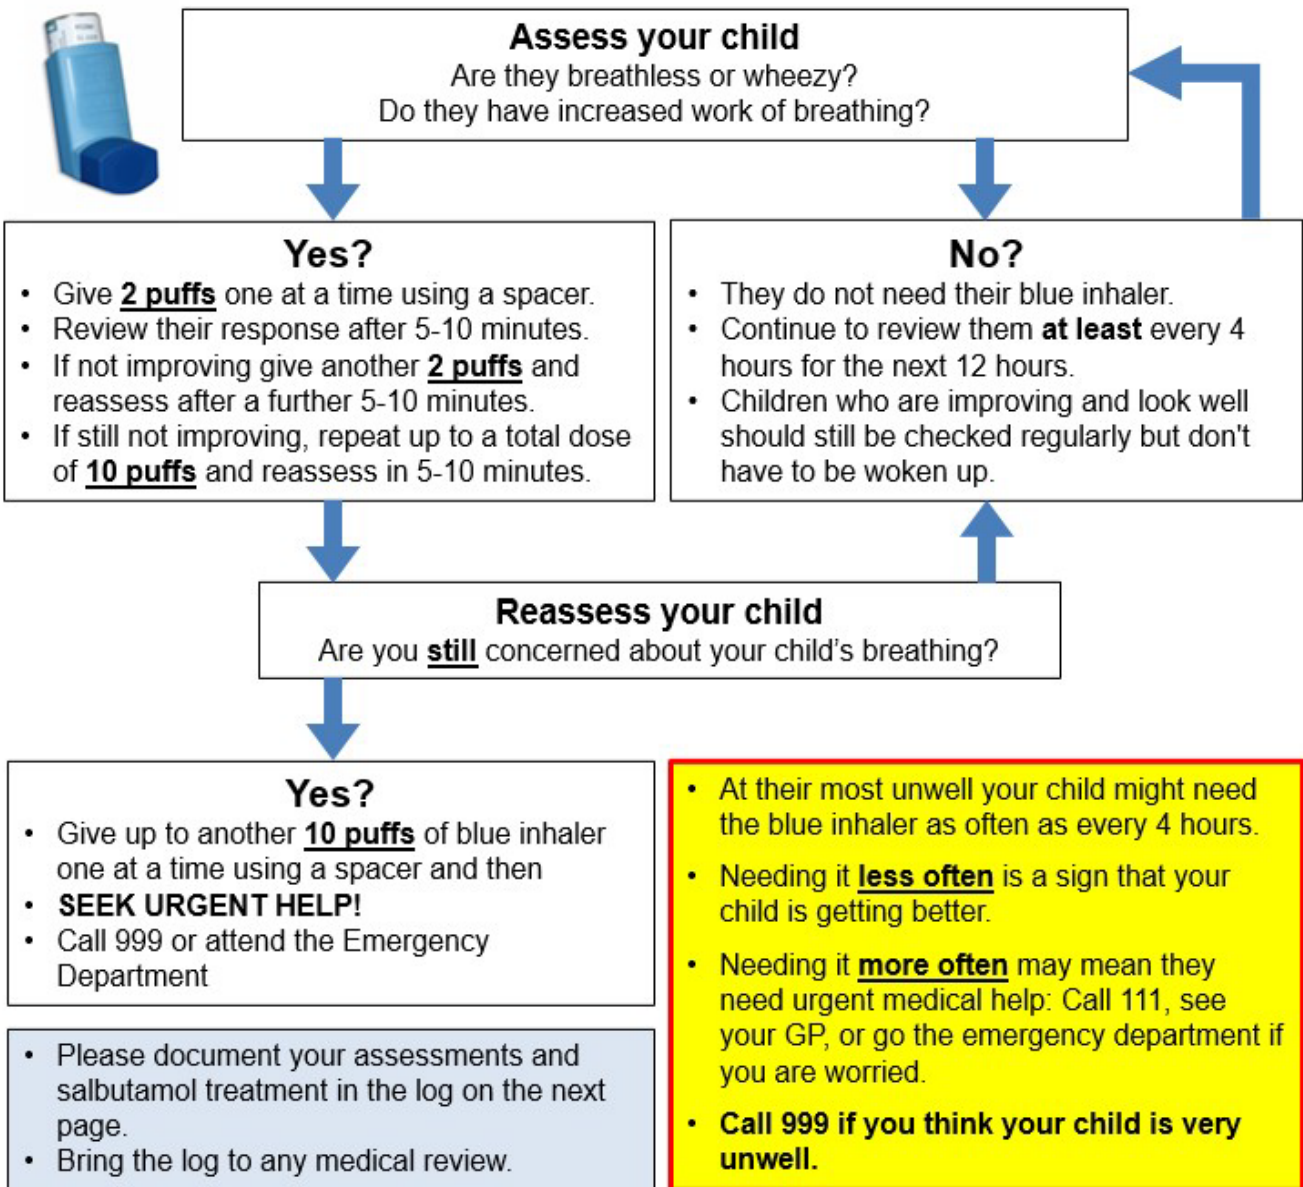 Assess your child
Are they breathless or wheezy?
Do they have increased work of breathing?
Yes?
• Give 2 puffs one at a time using a spacer.
• Review their response after 5-10 minutes.
• If not improving give another 2 puffs and
reassess after a further 5-10 minutes.
• If still not improving, repeat up to a total dose
of 10 puffs and reassess in 5-10 minutes.
No?
• They do not need their blue inhaler.
• Continue to review them at least every 4
hours for the next 12 hours.
• Children who are improving and look well
should still be checked regularly but don't
have to be woken up.
Reassess your child
Are you still concerned about your child's breathing?
Yes?
• Give up to another 10 puffs of blue inhaler
one at a time using a spacer and then
• SEEK URGENT HELP!
• Call 999 or attend the Emergency
Department
• Please document your assessments and
salbutamol treatment in the log on the next
page.
• Bring the log to any medical review.
• At their most unwell your child might need
the blue inhaler as often as every 4 hours.
• Needing it less often is a sign that your
child is getting better.
• Needing it more often may mean they
need urgent medical help: Call 111, see
your GP, or go the emergency department if
you are worried.
• Call 999 if you think your child is very
unwell.